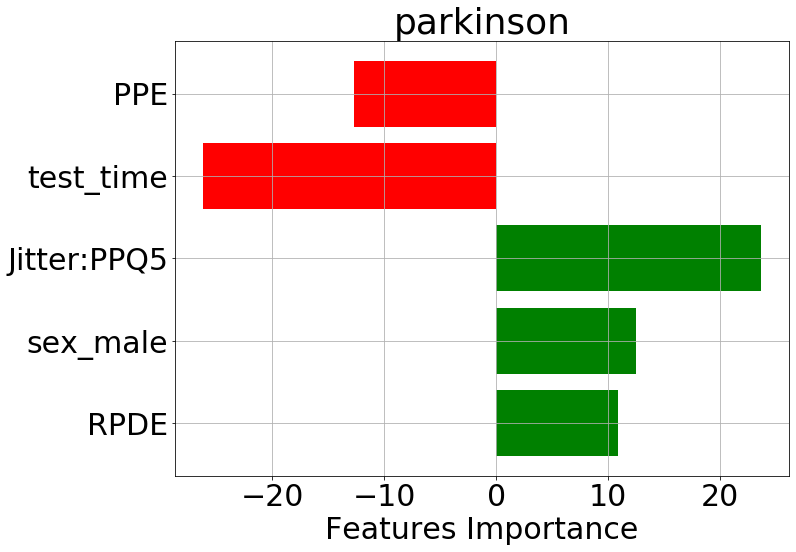 parkinson
PPE
test_time
Jitter:PPQ5
sex_male
RPDE
−20 −10 0 10 20
Features Importance